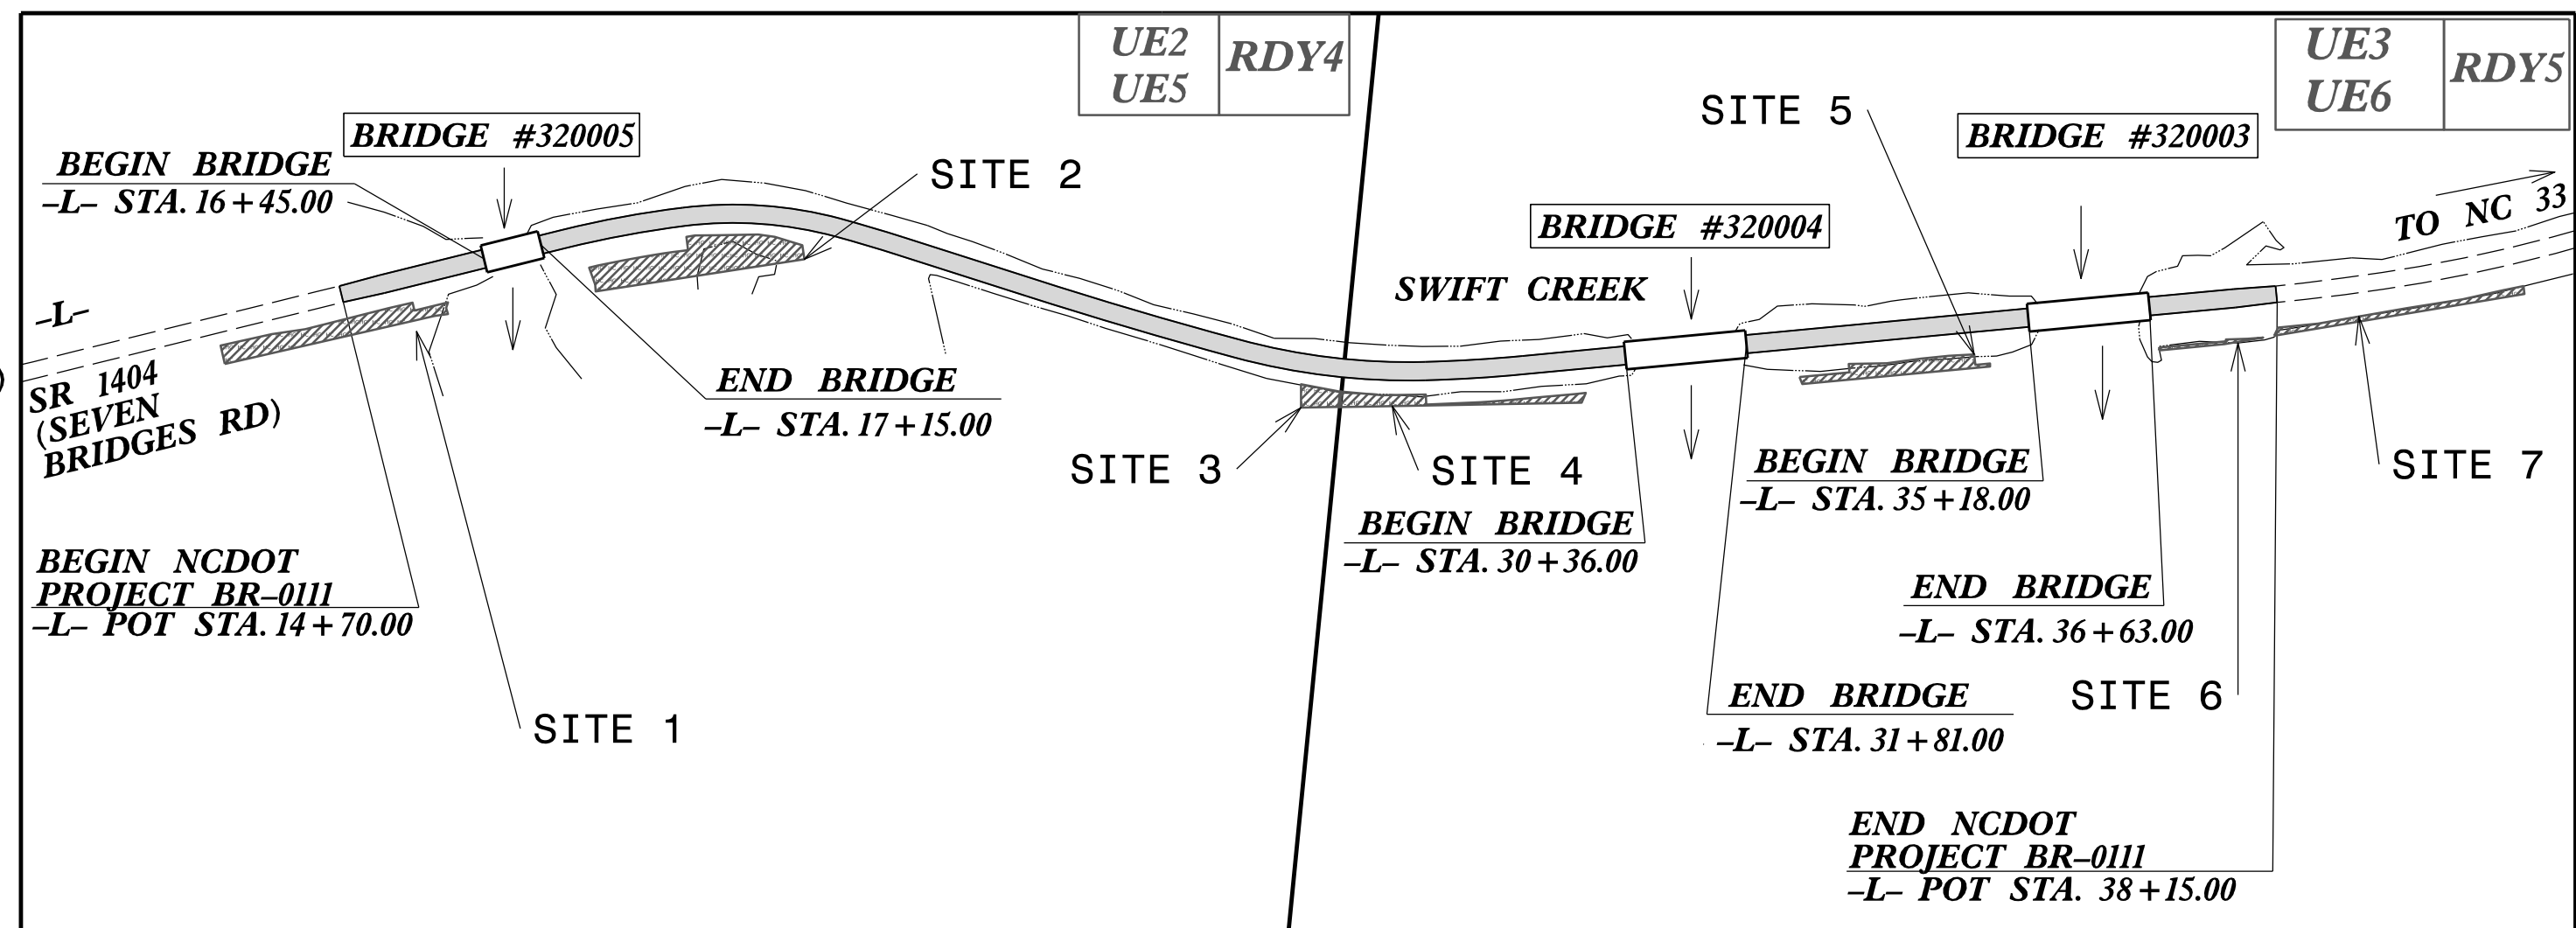 UE2
UE5
RDY4
UE3
UE6
RDY5
BRIDGE #320005
BEGIN BRIDGE
–L– STA. 16+45.00
SITE 2
SITE 5
BRIDGE #320003
BRIDGE #320004
TO NC 33
SWIFT CREEK
–L–
SR 1404
(SEVEN
BRIDGES RD)
END BRIDGE
–L– STA. 17+15.00
SITE 3
SITE 4
BEGIN BRIDGE
–L– STA. 30+36.00
BEGIN BRIDGE
–L– STA. 35+18.00
SITE 7
BEGIN NCDOT
PROJECT BR–0111
–L– POT STA. 14+70.00
END BRIDGE
–L– STA. 36+63.00
SITE 1
END BRIDGE
–L– STA. 31+81.00
SITE 6
END NCDOT
PROJECT BR–0111
–L– POT STA. 38+15.00